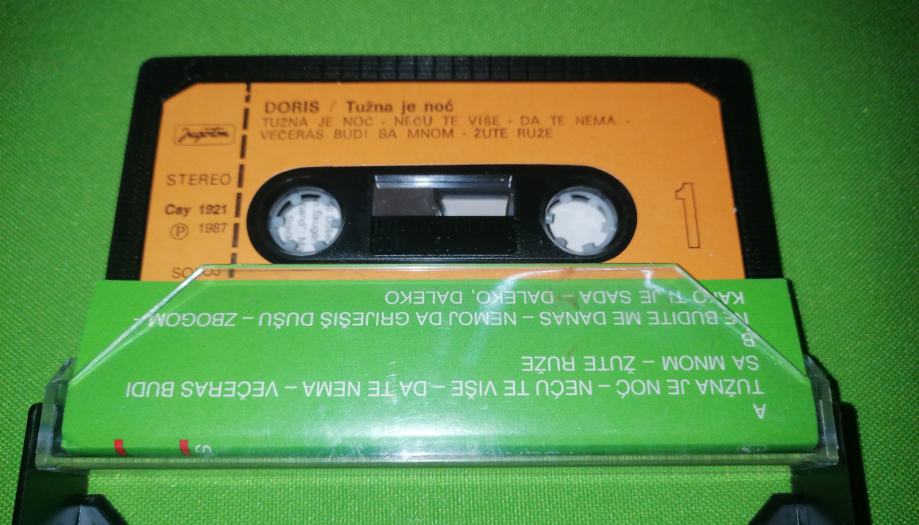 DORIS / Tužna je noć
TUŽNA JE NOĆ - NEĆU TE VIŠE - DA TE NEMA -
VEČERAS BUDI SA MNOM - ŽUTE RUŽE
Jugoton
STEREO
Cay 1921
Ⓟ 1987
SOKOJ
1
A
TUŽNA JE NOĆ – NEĆU TE VIŠE – DA TE NEMA – VEČERAS BUDI
SA MNOM – ŽUTE RUŽE
B
NE BUDITE ME DANAS – NEMOJ DA GRIJEŠIŠ DUŠU – ZBOGOM –
KAKO TI JE SADA – DALEKO, DALEKO